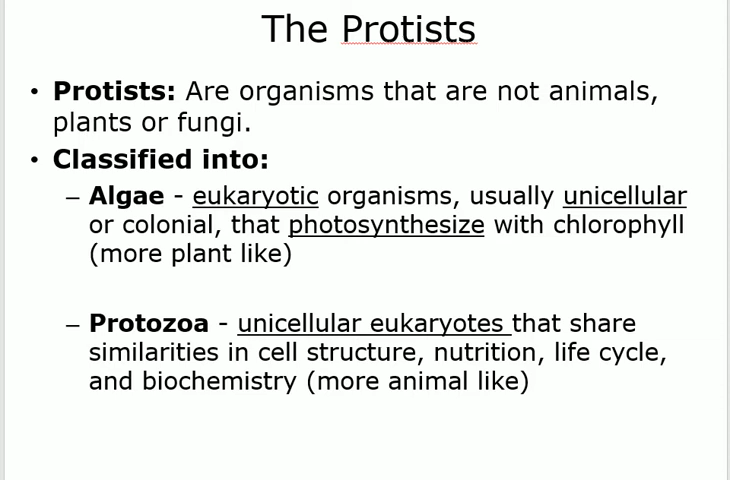 The Protists
• Protists: Are organisms that are not animals,
plants or fungi.
• Classified into:
– Algae - eukaryotic organisms, usually unicellular
or colonial, that photosynthesize with chlorophyll
(more plant like)
– Protozoa - unicellular eukaryotes that share
similarities in cell structure, nutrition, life cycle,
and biochemistry (more animal like)